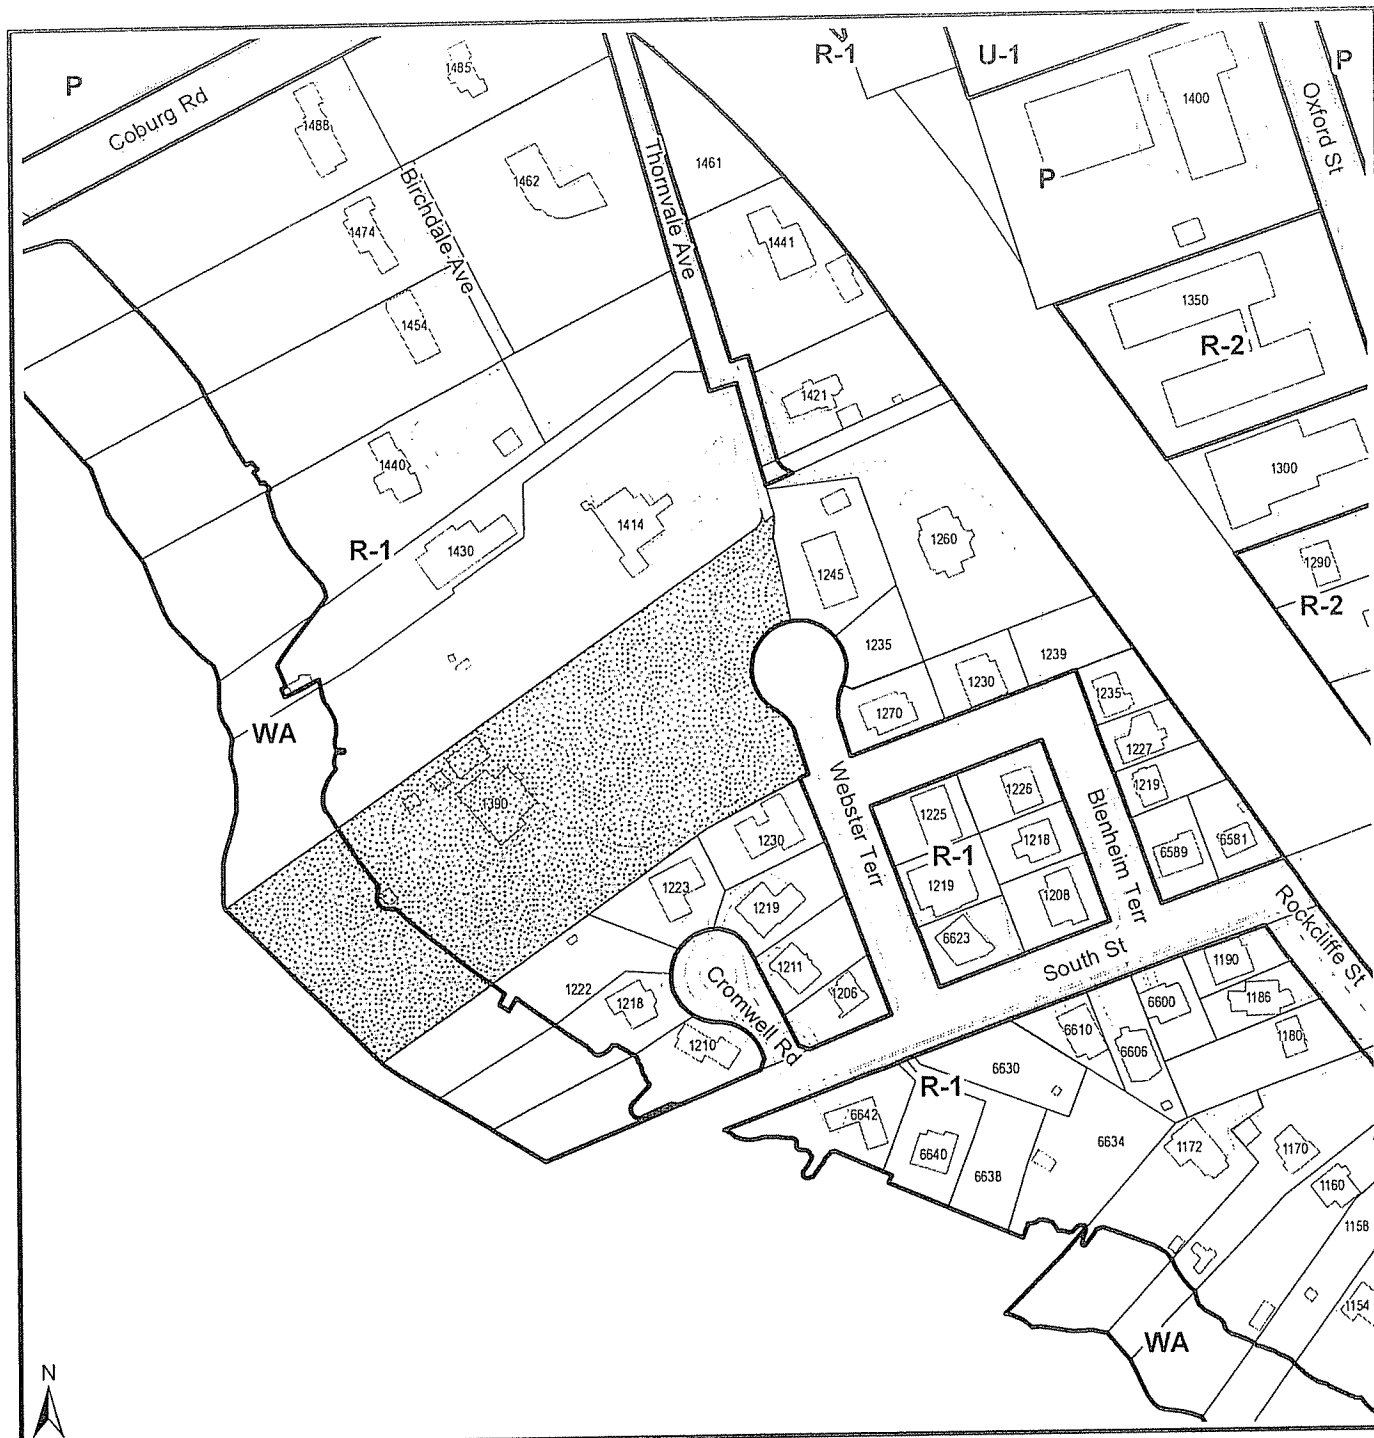 R-1
U-1
P
P
Coburg Rd
1485
1488
1400
Oxford St
Thornvale Ave
1461
1462
Birchdale Ave
P
1474
1441
1454
1350
R-2
1421
1440
1300
1414
1430
R-1
1260
1245
1290
R-2
1235
1239
1230
1270
1235
WA
1227
1219
Webster Terr
Blenheim Terr
1390
1226
1225
1230
1218
R-1
6581
6589
1223
1219
1208
1219
6623
Rockcliffe St
South St
1211
1190
1222
1218
Cromwell Rd
1206
1186
6600
6610
1210
6606
1180
6630
R-1
6642
6640
6634
1172
1170
6638
1160
1158
1154
WA
N